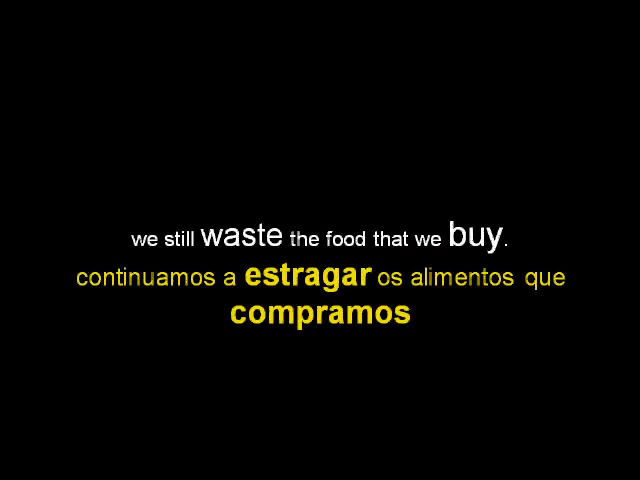 we still waste the food that we buy.
continuamos a estragar os alimentos que
compramos